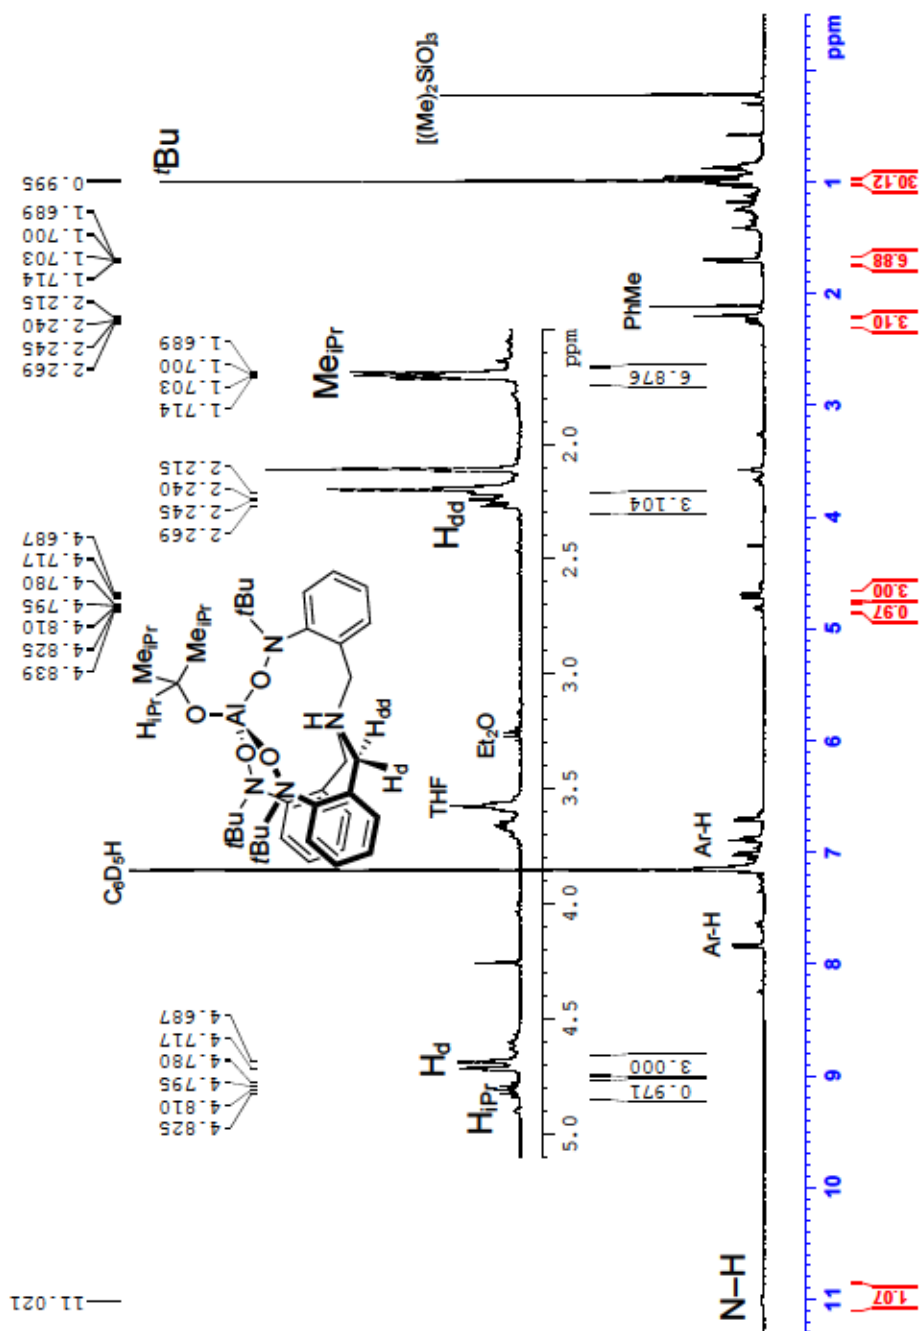 11.021
4.839
4.825
4.810
4.795
4.780
4.717
4.687
2.269
2.245
2.240
2.215
1.714
1.703
1.700
1.689
0.995
4.825
4.810
4.795
4.780
4.717
4.687
2.269
2.245
2.240
2.215
1.714
1.703
1.700
1.689
C₆D₅H
HiPr
MeiPr
MeiPr
O
Al
tBu
N
O
O
O
N
tBu
N
tBu
H
N
Hdd
Hd
HiPr
Hd
THF
Et₂O
Hdd
MeiPr
tBu
[((Me)₂SiO]₃
5.0
4.5
4.0
3.5
3.0
2.5
2.0
ppm
0.971
3.000
3.104
6.876
N–H
Ar-H
Ar-H
PhMe
11
10
9
8
7
6
5
4
3
2
1
ppm
1.07
0.97
3.00
3.10
6.88
30.12